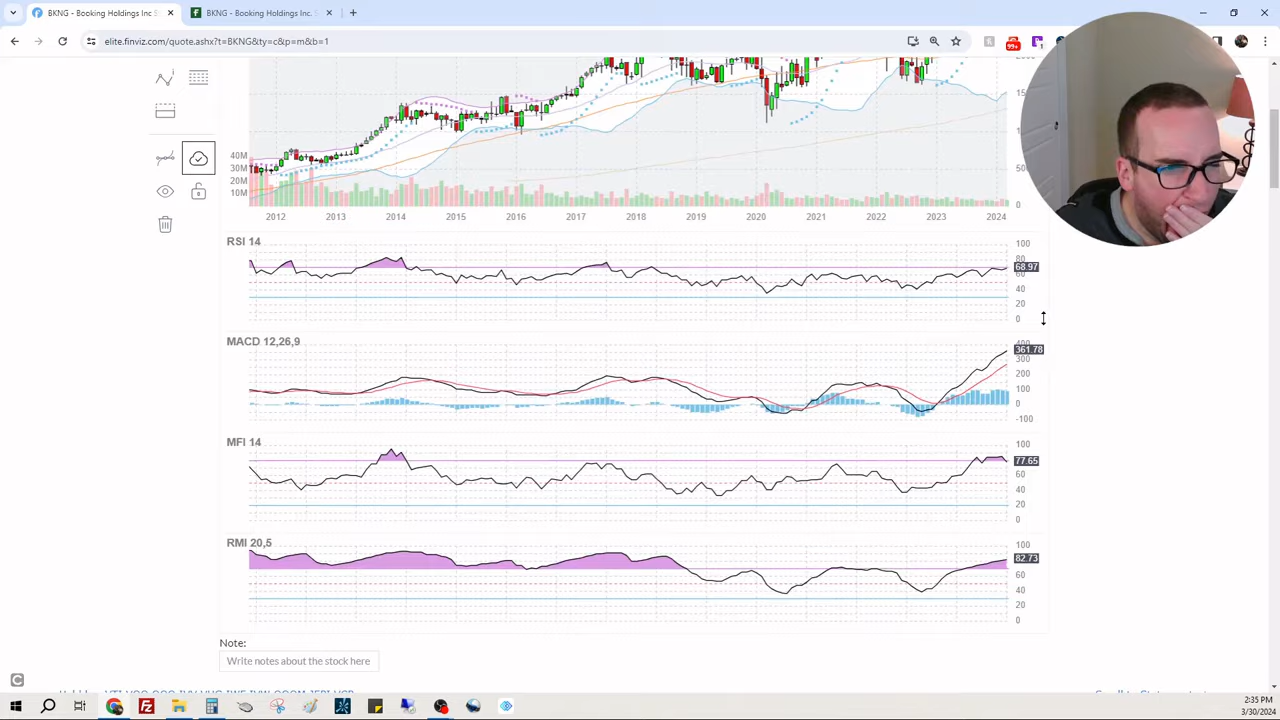 BKNG - Booking Holdings Inc S
BKNG - Booking Holdings Inc.
elite.finviz.com/quote.ashx?t=BKNG&ty=c&p=m&b=1
99+
1
40M
30M
20M
10M
500
0
2012 2013 2014 2015 2016 2017 2018 2019 2020 2021 2022 2023 2024
RSI 14
100
80
68.97
60
40
20
0
MACD 12,26,9
400
361.78
300
200
100
0
-100
MFI 14
100
77.65
60
40
20
0
RMI 20,5
100
82.73
60
40
20
0
Note:
Write notes about the stock here
2:35 PM
3/30/2024